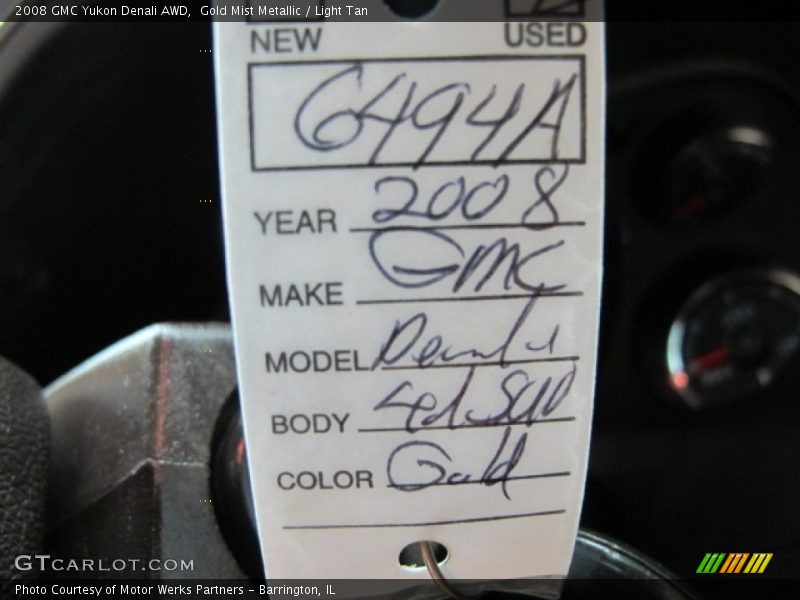 2008 GMC Yukon Denali AWD, Gold Mist Metallic / Light Tan
NEW USED
6494A
YEAR 2008
MAKE GMC
MODEL Denali
BODY 4d SUV
COLOR Gold
GTCARLOT.COM
Photo Courtesy of Motor Werks Partners - Barrington, IL